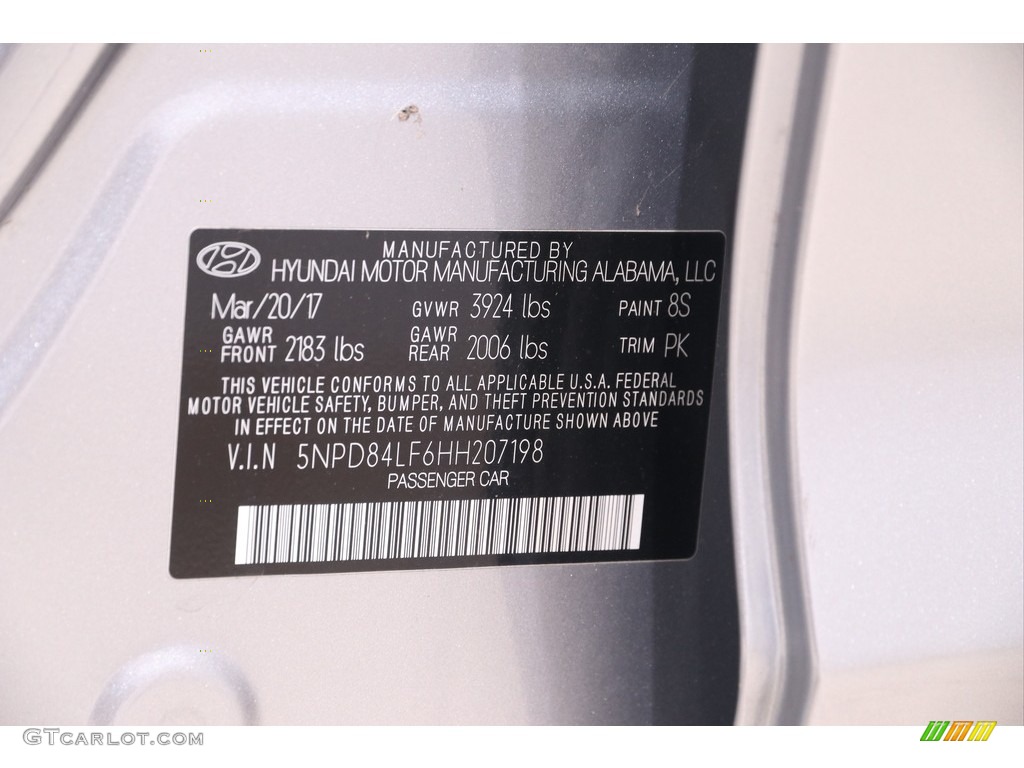 MANUFACTURED BY
HYUNDAI MOTOR MANUFACTURING ALABAMA, LLC
Mar/20/17 GVWR 3924 lbs PAINT 8S
GAWR FRONT 2183 lbs GAWR REAR 2006 lbs TRIM PK
THIS VEHICLE CONFORMS TO ALL APPLICABLE U.S.A. FEDERAL
MOTOR VEHICLE SAFETY, BUMPER, AND THEFT PREVENTION STANDARDS
IN EFFECT ON THE DATE OF MANUFACTURE SHOWN ABOVE
V.I.N 5NPD84LF6HH207198
PASSENGER CAR
GTCARLOT.COM